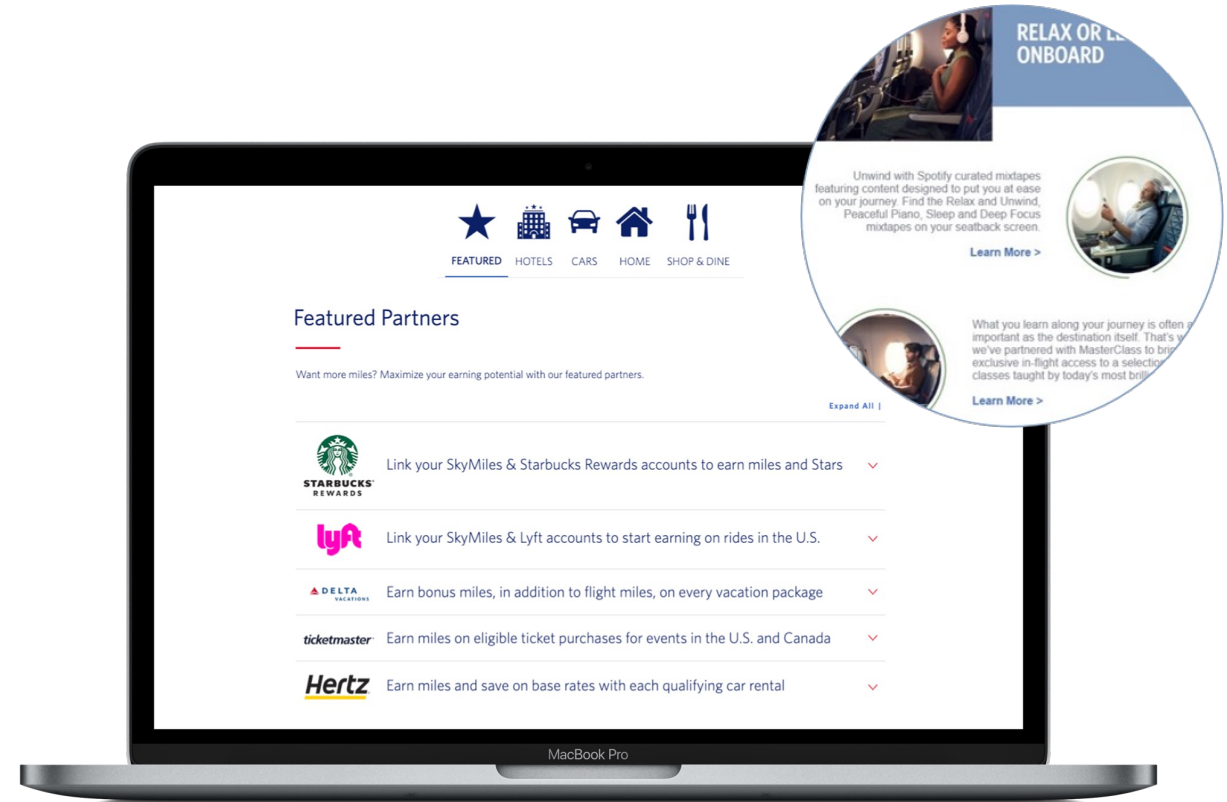 RELAX OR
ONBOARD
Unwind with Spotify curated mixtapes
featuring content designed to put you at ease
on your journey. Find the Relax and Unwind,
Peaceful Piano, Sleep and Deep Focus
mixtapes on your seatback screen.
Learn More >
What you learn along your journey is often
important as the destination itself. That's
we've partnered with MasterClass to
exclusive in-flight access to a
classes taught by today's most
Learn More >
FEATURED HOTELS CARS HOME SHOP & DINE
Featured Partners
Want more miles? Maximize your earning potential with our featured partners.
Expand All |
STARBUCKS
REWARDS
Link your SkyMiles & Starbucks Rewards accounts to earn miles and Stars
lyft
Link your SkyMiles & Lyft accounts to start earning on rides in the U.S.
DELTA
VACATIONS
Earn bonus miles, in addition to flight miles, on every vacation package
ticketmaster
Earn miles on eligible ticket purchases for events in the U.S. and Canada
Hertz
Earn miles and save on base rates with each qualifying car rental
MacBook Pro